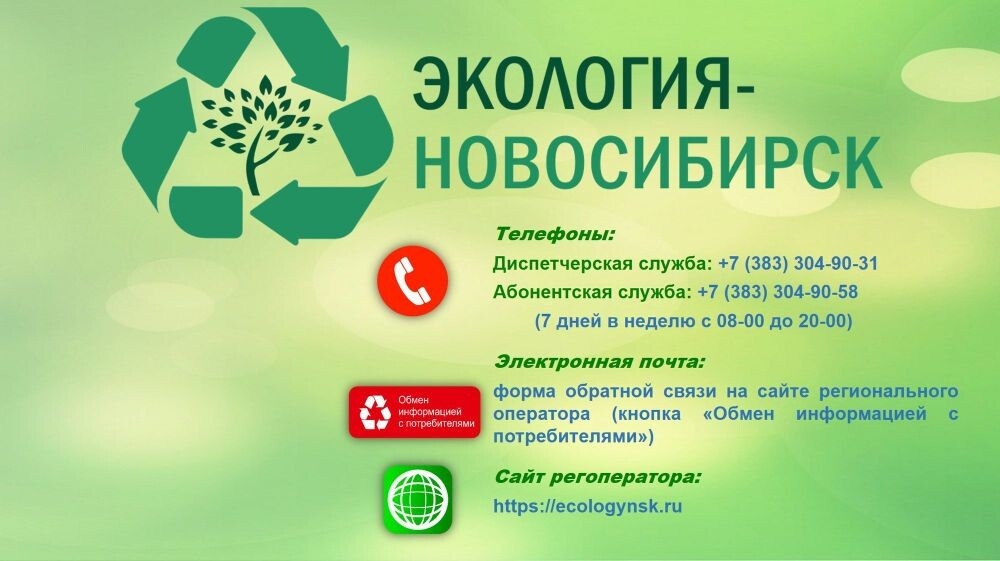 ЭКОЛОГИЯ-
НОВОСИБИРСК
Телефоны:
Диспетчерская служба: +7 (383) 304-90-31
Абонентская служба: +7 (383) 304-90-58
(7 дней в неделю с 08-00 до 20-00)
Электронная почта:
форма обратной связи на сайте регионального
оператора (кнопка «Обмен информацией с
потребителями»)
Обмен
информацией
с потребителями
Сайт регоператора:
https://ecologynsk.ru